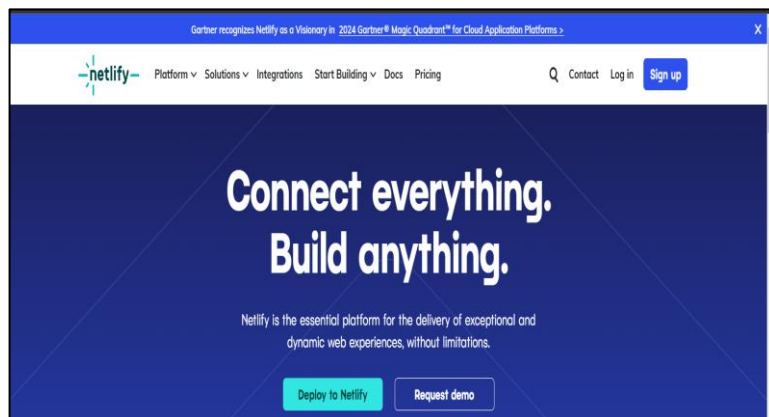 Gartner recognizes Netlify as a Visionary in 2024 Gartner® Magic Quadrant™ for Cloud Application Platforms > X
netlify Platform Solutions Integrations Start Building Docs Pricing Contact Log in Sign up
Connect everything.
Build anything.
Netlify is the essential platform for the delivery of exceptional and
dynamic web experiences, without limitations.
Deploy to Netlify Request demo